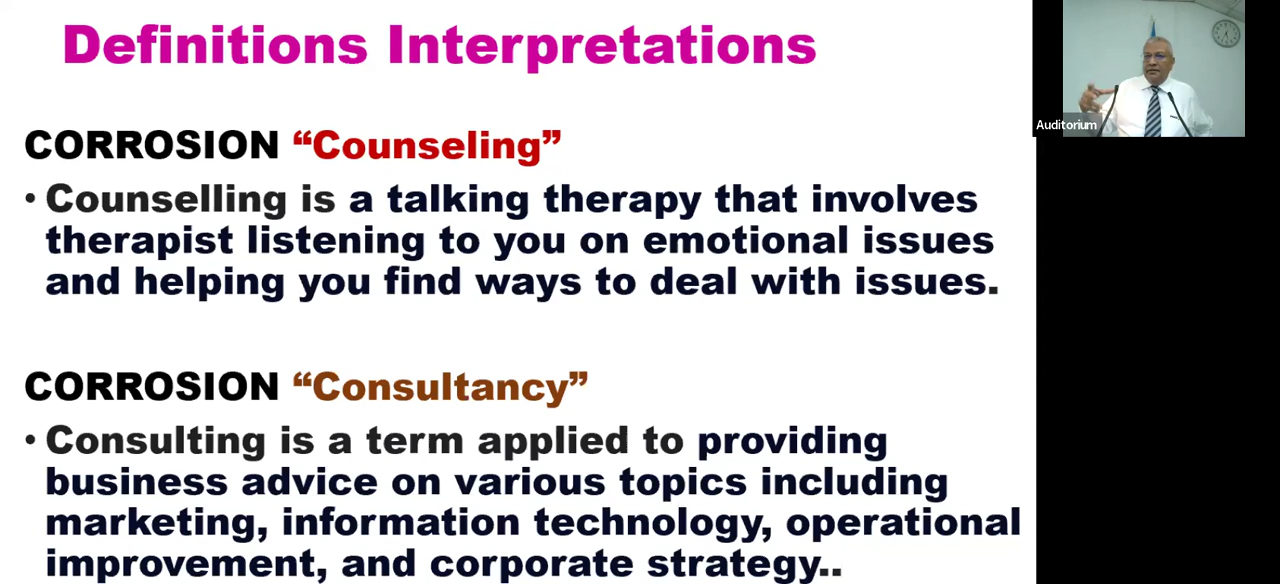 Definitions Interpretations
CORROSION “Counseling”
• Counselling is a talking therapy that involves
therapist listening to you on emotional issues
and helping you find ways to deal with issues.
CORROSION “Consultancy”
• Consulting is a term applied to providing
business advice on various topics including
marketing, information technology, operational
improvement, and corporate strategy..
Auditorium